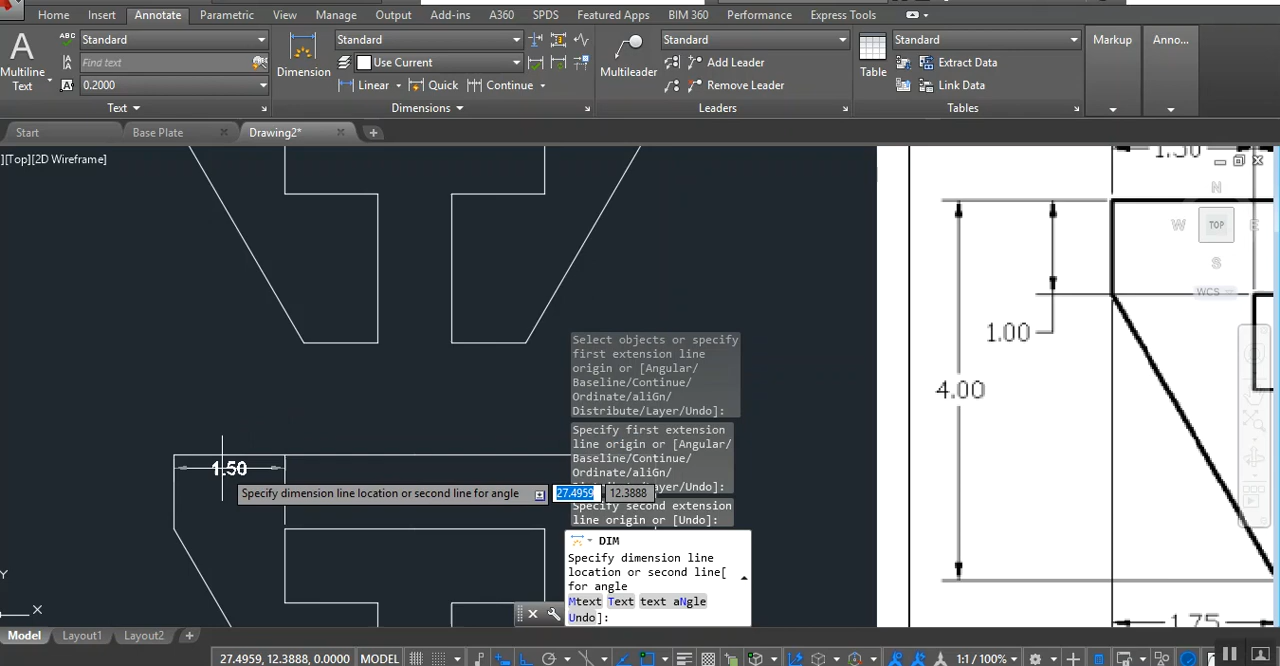 Home Insert Annotate Parametric View Manage Output Add-ins A360 SPDS Featured Apps BIM 360 Performance Express Tools
A Multiline Text
ABC Standard
Find text
A 0.2000
Text
Dimension
Standard
Use Current
Linear Quick Continue
Dimensions
Multileader
Standard
Add Leader
Remove Leader
Leaders
Table
Standard
Extract Data
Link Data
Tables
Markup
Anno...
Start Base Plate Drawing2* +
][Top][2D Wireframe]
1.50
N
W TOP E
S
WCS
1.00
4.00
1.75
1.50
Select objects or specify
first extension line
origin or [Angular/
Baseline/Continue/
Ordinate/aliGn/
Distribute/Layer/Undo]:
Specify first extension
line origin or [Angular/
Baseline/Continue/
Ordinate/aliGn/
Specify dimension line location or second line for angle 27.4959 12.3888
Specify second extension
line origin or [Undo]:
DIM
Specify dimension
location or second line[
for angle
Mtext Text text aNgle
Undo]:
Y
X
Model Layout1 Layout2 +
27.4959, 12.3888, 0.0000 MODEL 1:1 / 100%